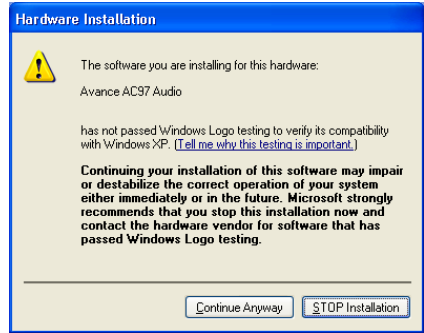 Hardware Installation
The software you are installing for this hardware:
Avance AC97 Audio
has not passed Windows Logo testing to verify its compatibility
with Windows XP. (Tell me why this testing is important.)
Continuing your installation of this software may impair
or destabilize the correct operation of your system
either immediately or in the future. Microsoft strongly
recommends that you stop this installation now and
contact the hardware vendor for software that has
passed Windows Logo testing.
Continue Anyway
STOP Installation